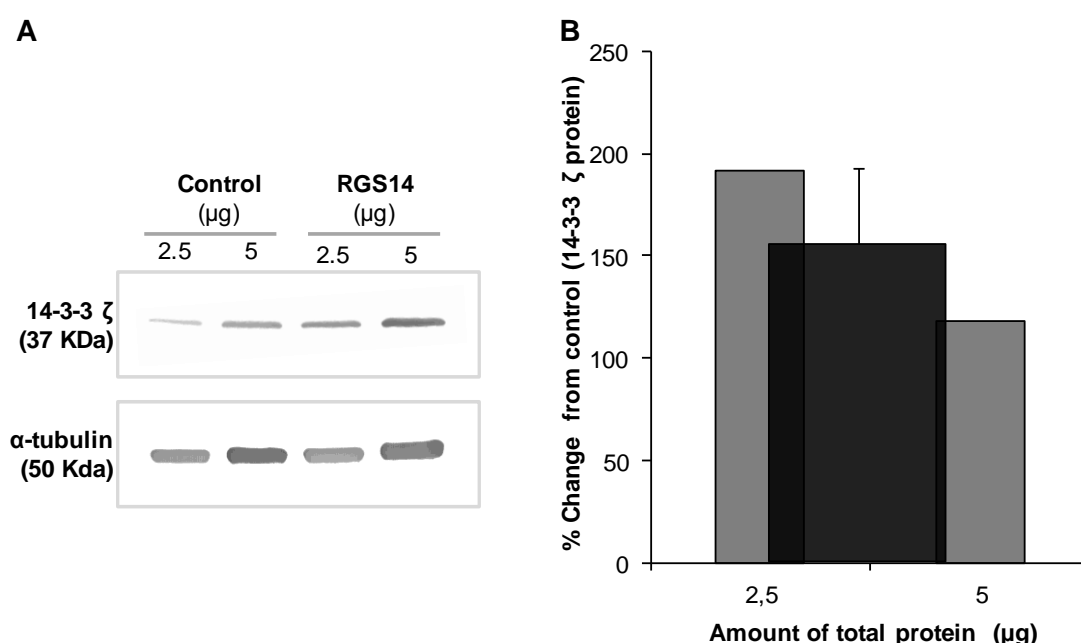 A
Control
(µg)
RGS14
(µg)
2.5 5 2.5 5
14-3-3 ζ
(37 KDa)
α-tubulin
(50 Kda)
B
% Change from control (14-3-3 ζ protein)
250
200
150
100
50
0
2,5 5
Amount of total protein (µg)